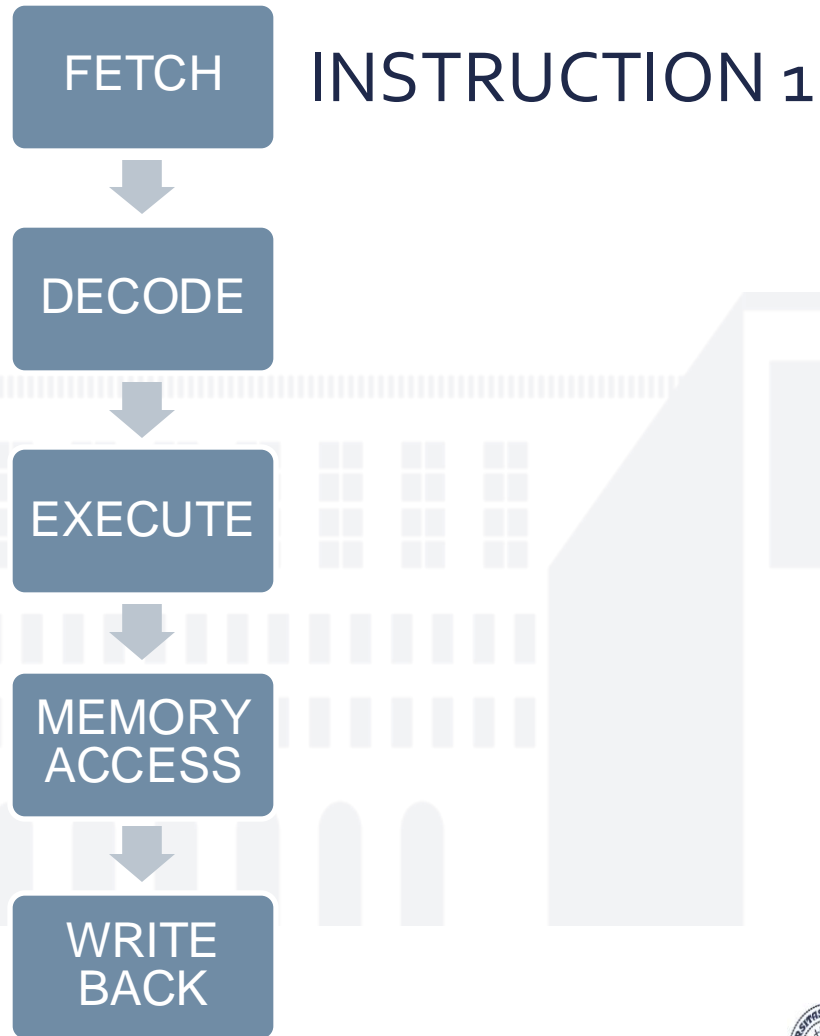 FETCH
INSTRUCTION 1
DECODE
EXECUTE
MEMORY
ACCESS
WRITE
BACK